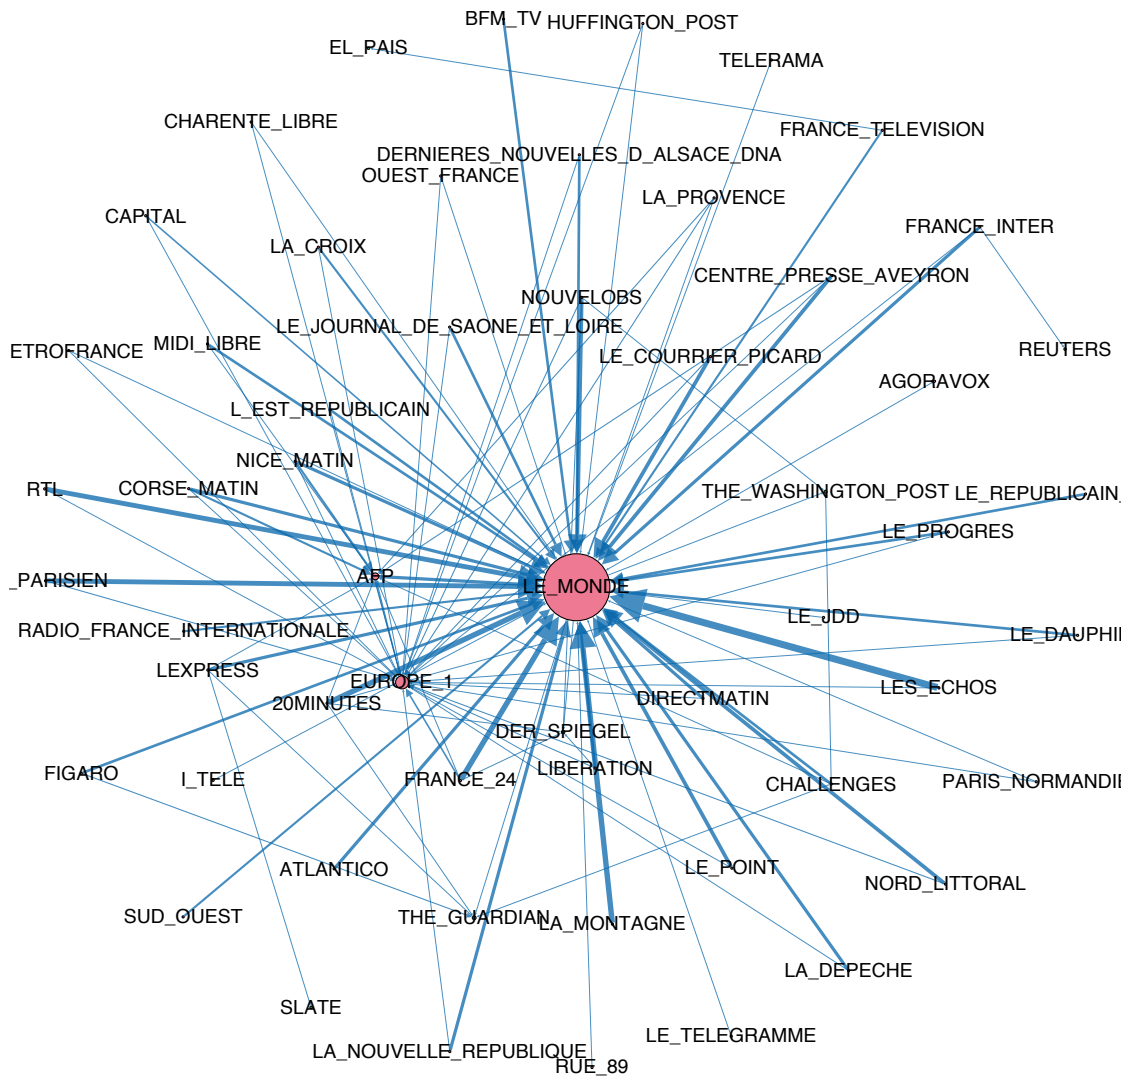 BFM_TV
HUFFINGTON_POST
EL_PAIS
TELERAMA
CHARENTE_LIBRE
FRANCE_TELEVISION
DERNIERES_NOUVELLES_D_ALSACE_DNA
OUEST_FRANCE
LA_PROVENCE
CAPITAL
FRANCE_INTER
LA_CROIX
CENTRE_PRESSE_AVEYRON
NOUVELOBS
LE_JOURNAL_DE_SAONE_ET_LOIRE
ETROFRANCE
MIDI_LIBRE
LE_COURRIER_PICARD
REUTERS
AGORAVOX
L_EST_REPUBLICAIN
NICE_MATIN
RTL
CORSE_MATIN
THE_WASHINGTON_POST
LE_REPUBLICAIN_
LE_PROGRES
_PARISIEN
AFP
LE_MONDE
LE_JDD
RADIO_FRANCE_INTERNATIONALE
LE_DAUPHI
LEXPRESS
EUROPE_1
LES_ECHOS
20MINUTES
DIRECTMATIN
DER_SPIEGEL
LIBERATION
FIGARO
I_TELE
FRANCE_24
CHALLENGES
PARIS_NORMANDIE
ATLANTICO
LE_POINT
NORD_LITTORAL
SUD_OUEST
THE_GUARDIAN
LA_MONTAGNE
LA_DEPECHE
SLATE
LE_TELEGRAMME
LA_NOUVELLE_REPUBLIQUE
RUE_89